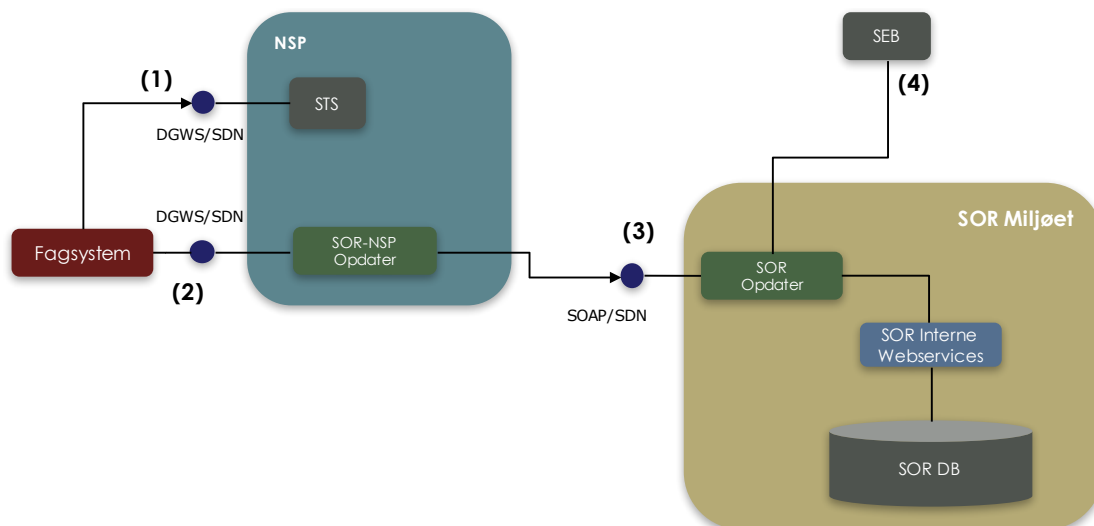 NSP
SEB
(1)
(4)
STS
DGWS/SDN
DGWS/SDN
SOR Miljøet
Fagsystem
SOR-NSP
Opdater
(3)
SOR
Opdater
(2)
SOAP/SDN
SOR Interne
Webservices
SOR DB